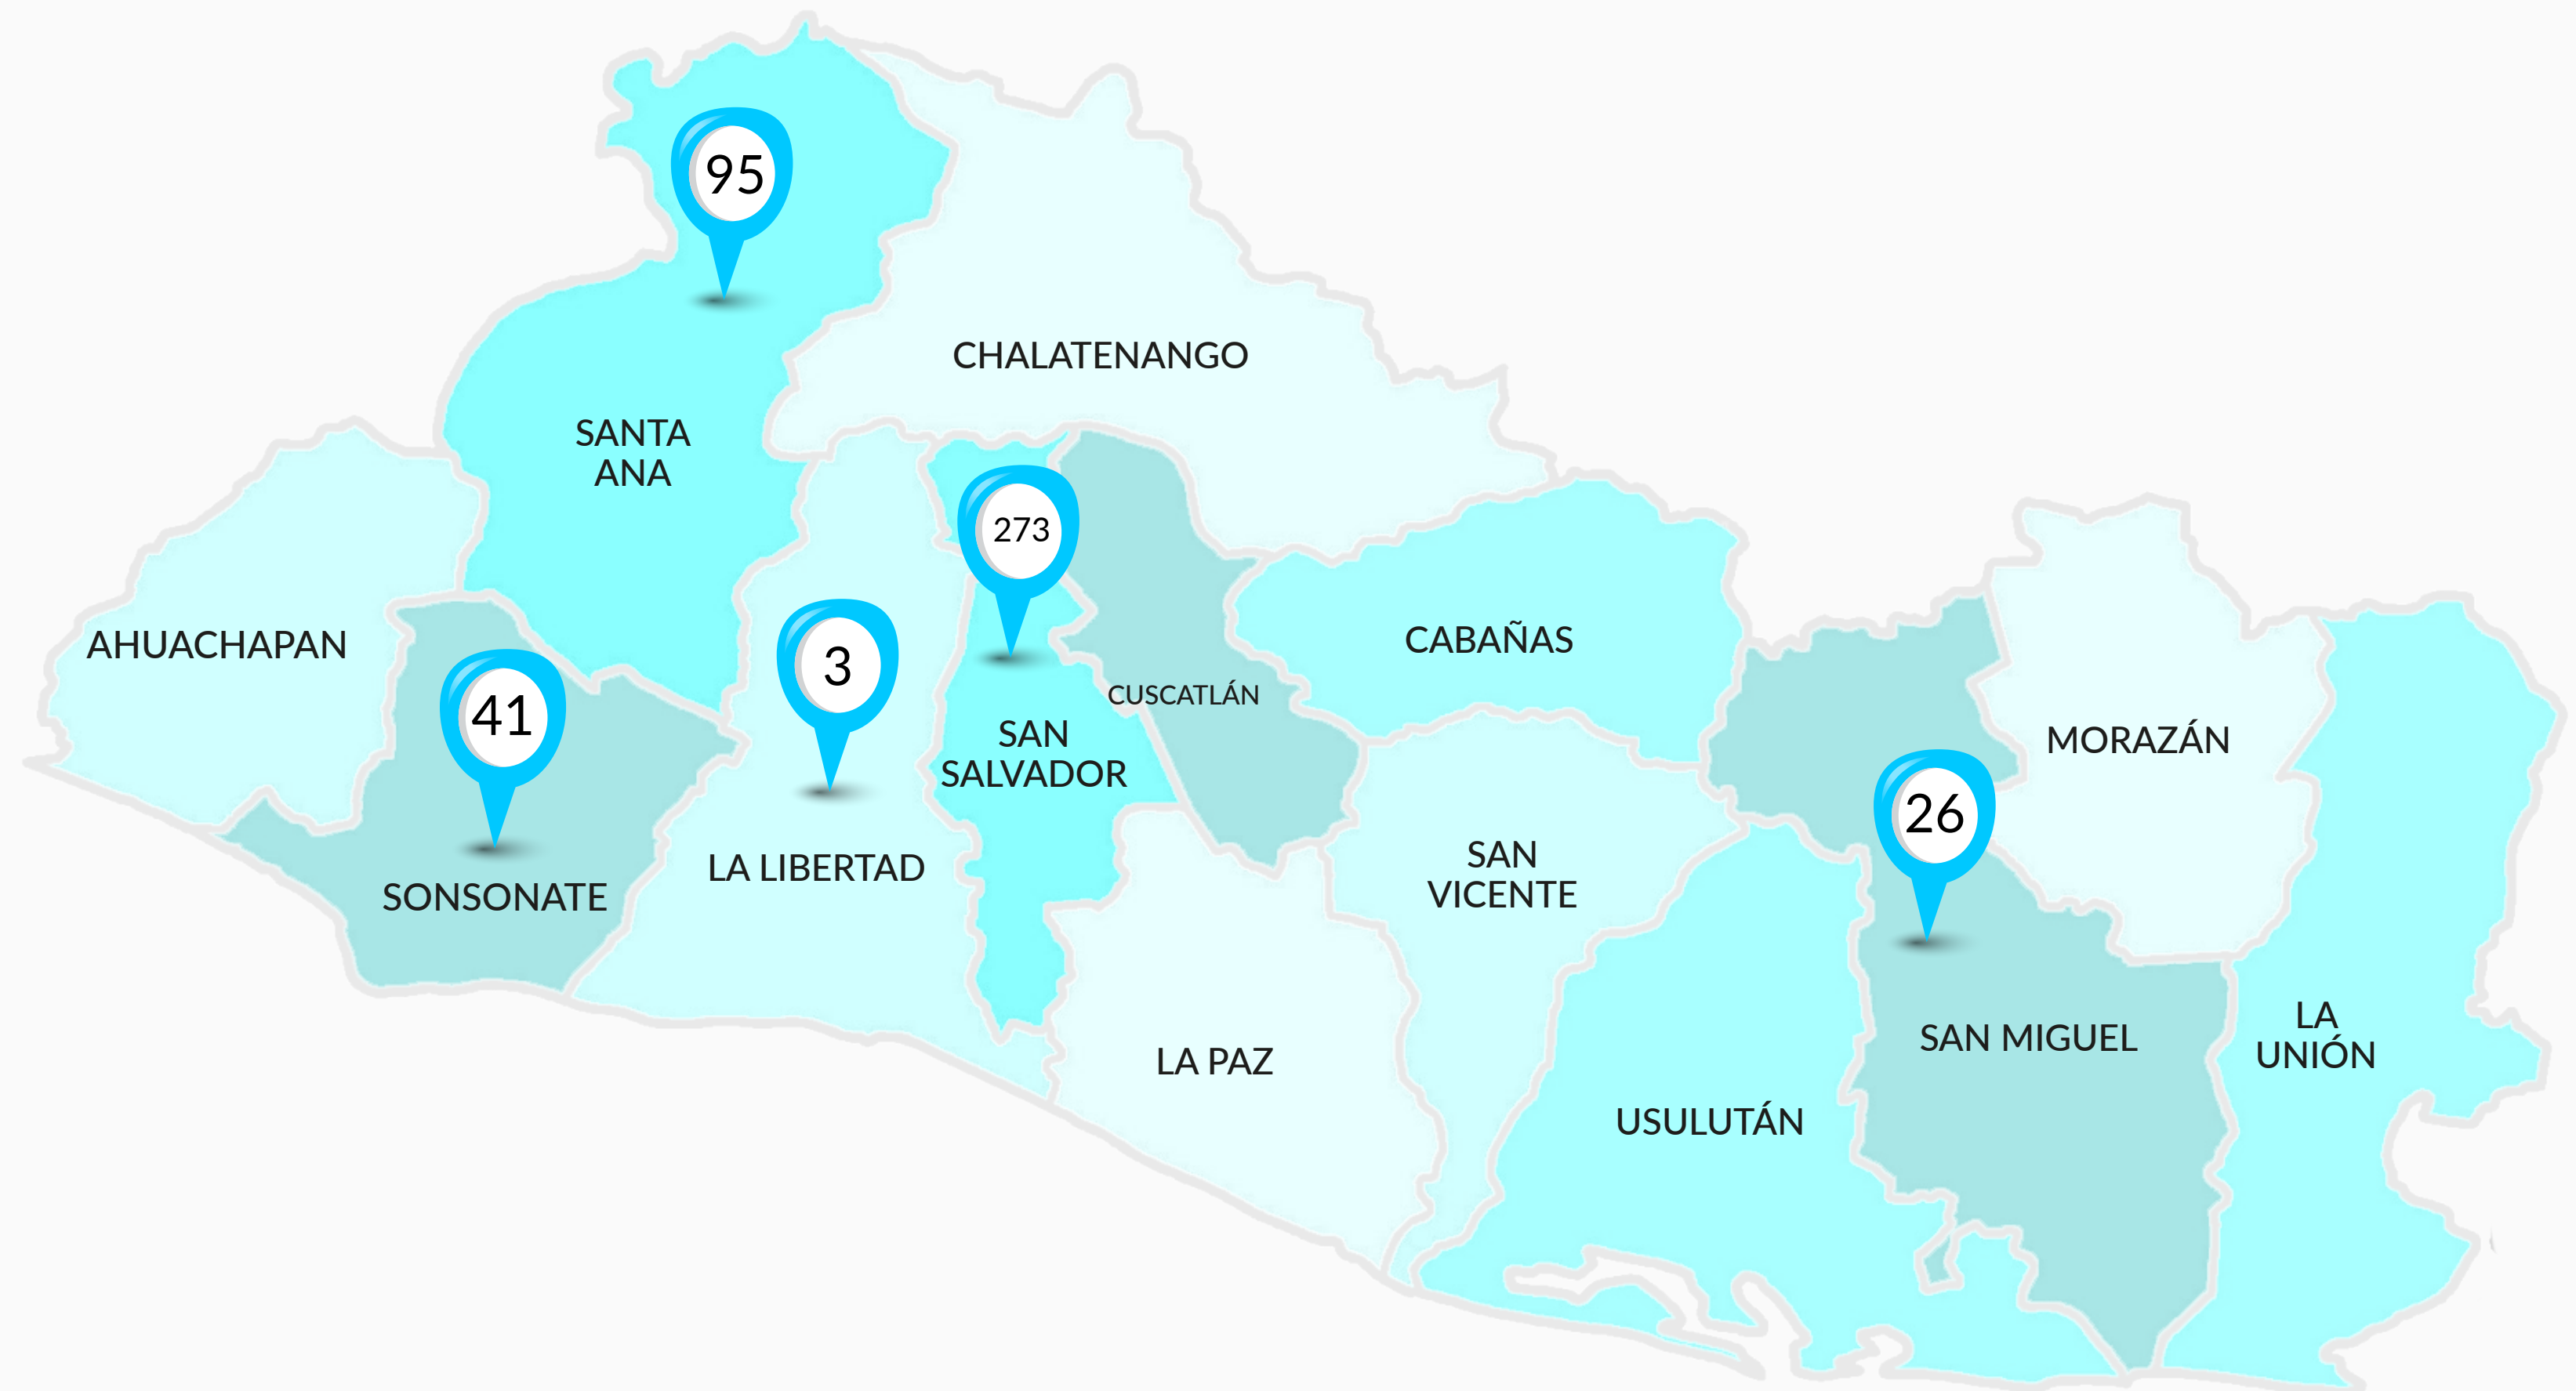 95
CHALATENANGO
SANTA
ANA
273
AHUACHAPAN
CABAÑAS
3
41
CUSCATLÁN
SAN
SALVADOR
MORAZÁN
26
SONSONATE
LA LIBERTAD
SAN
VICENTE
LA PAZ
SAN MIGUEL
LA
UNIÓN
USULUTÁN